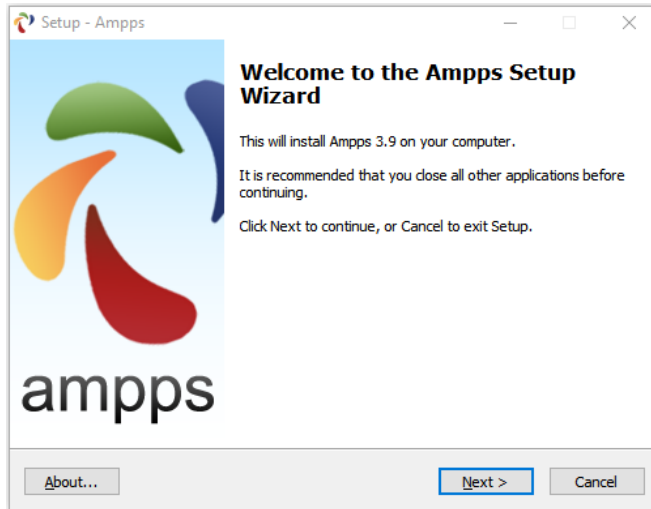 Setup - Ampps
Welcome to the Ampps Setup
Wizard
This will install Ampps 3.9 on your computer.
It is recommended that you close all other applications before
continuing.
Click Next to continue, or Cancel to exit Setup.
ampps
About...
Next >
Cancel